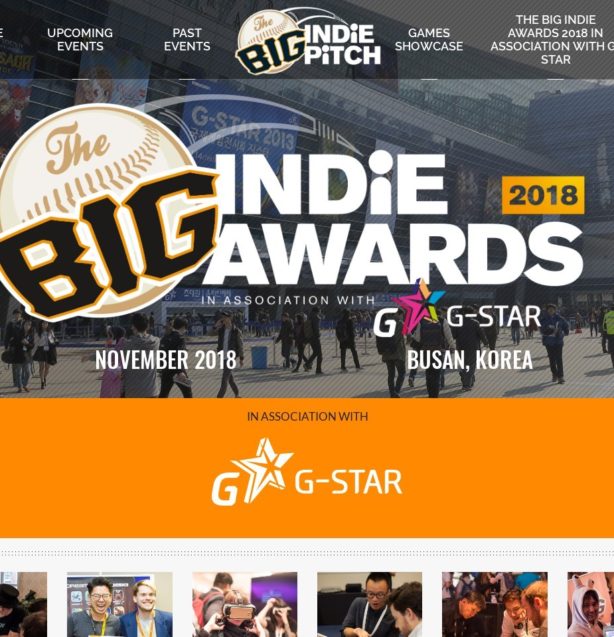 E
UPCOMING
EVENTS
PAST
EVENTS
The
BIG
INDiE
PiTCH
GAMES
SHOWCASE
THE BIG INDIE
AWARDS 2018 IN
ASSOCIATION WITH G
STAR
G-STAR 2013
The
BIG
INDiE
2018
AWARDS
IN ASSOCIATION WITH
G G-STAR
NOVEMBER 2018
BUSAN, KOREA
IN ASSOCIATION WITH
G G-STAR